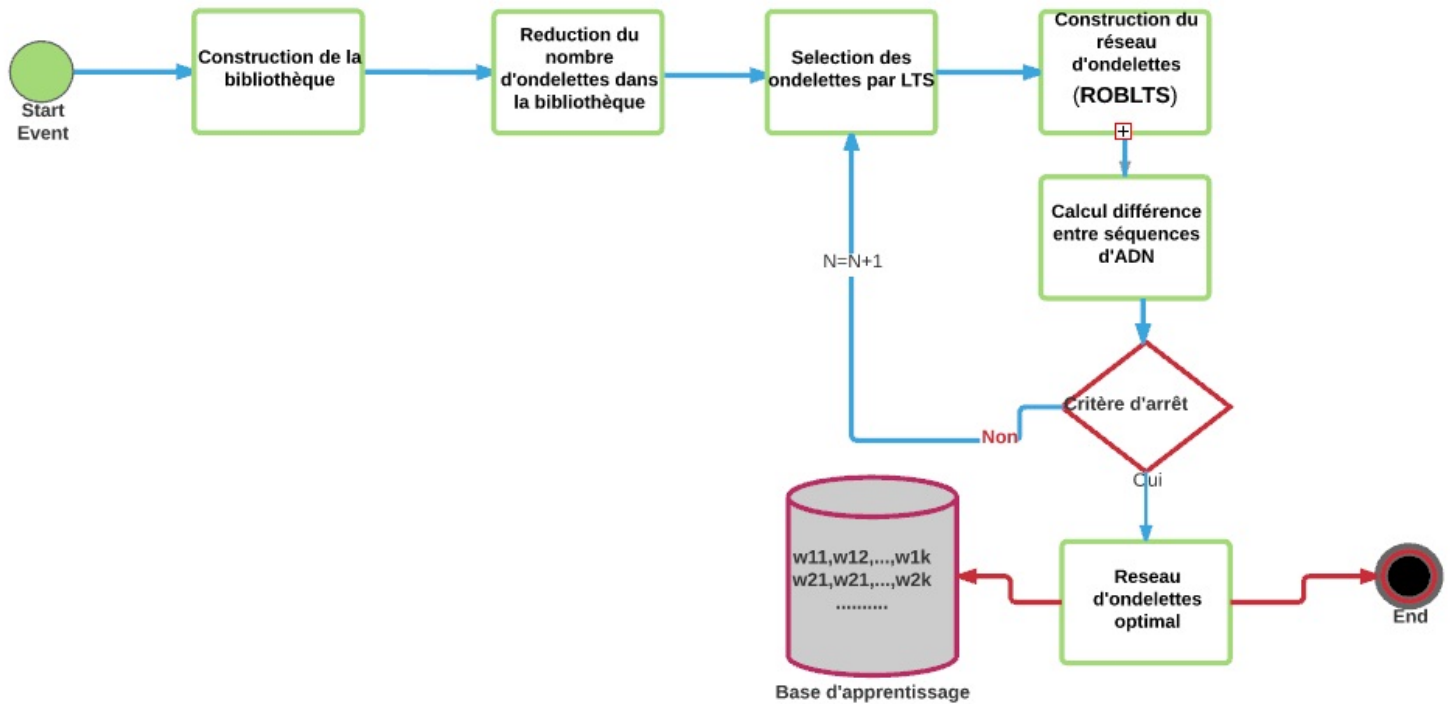 Start
Event
Construction de la
bibliothèque
Reduction du
nombre
d'ondelettes dans
la bibliothèque
Selection des
ondelettes par LTS
Construction du
réseau
d'ondelettes
(ROBLTS)
Calcul différence
entre séquences
d'ADN
N=N+1
Critère d'arrêt
Non
Oui
w11,w12,...,w1k
w21,w21,...,w2k
..........
Base d'apprentissage
Reseau
d'ondelettes
optimal
End